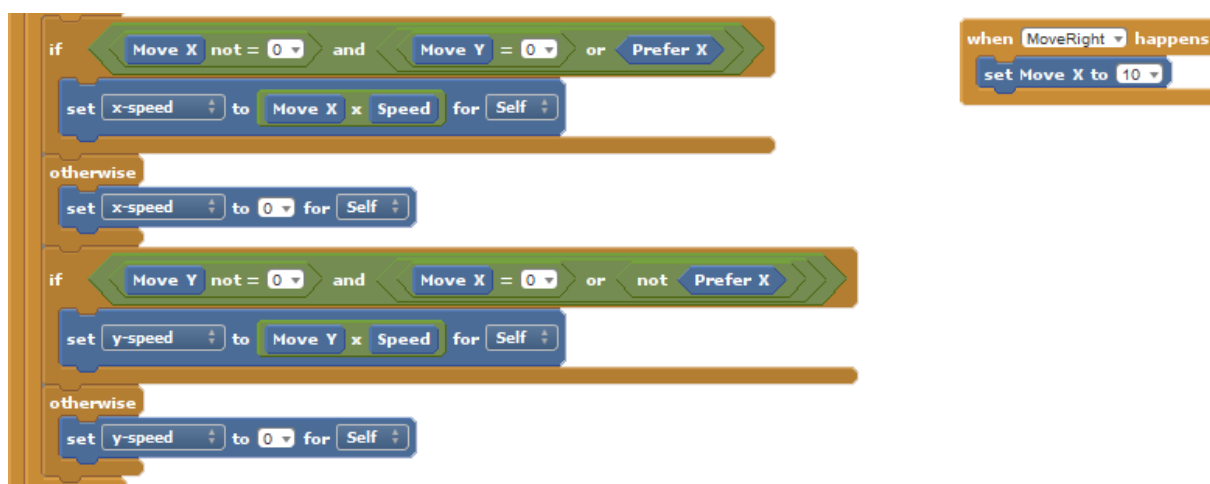 if Move X not = 0 and Move Y = 0 or Prefer X
set x-speed to Move X x Speed for Self
otherwise
set x-speed to 0 for Self
if Move Y not = 0 and Move X = 0 or not Prefer X
set y-speed to Move Y x Speed for Self
otherwise
set y-speed to 0 for Self
when MoveRight happens
set Move X to 10